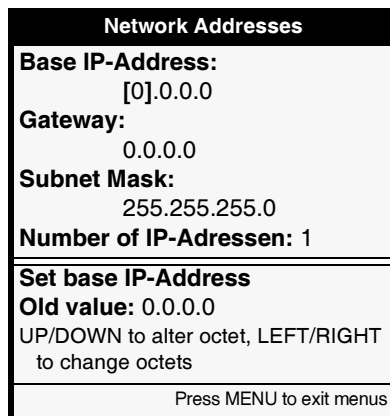 Network Addresses
Base IP-Address:
[0].0.0.0
Gateway:
0.0.0.0
Subnet Mask:
255.255.255.0
Number of IP-Adressen: 1
Set base IP-Address
Old value: 0.0.0.0
UP/DOWN to alter octet, LEFT/RIGHT
to change octets
Press MENU to exit menus